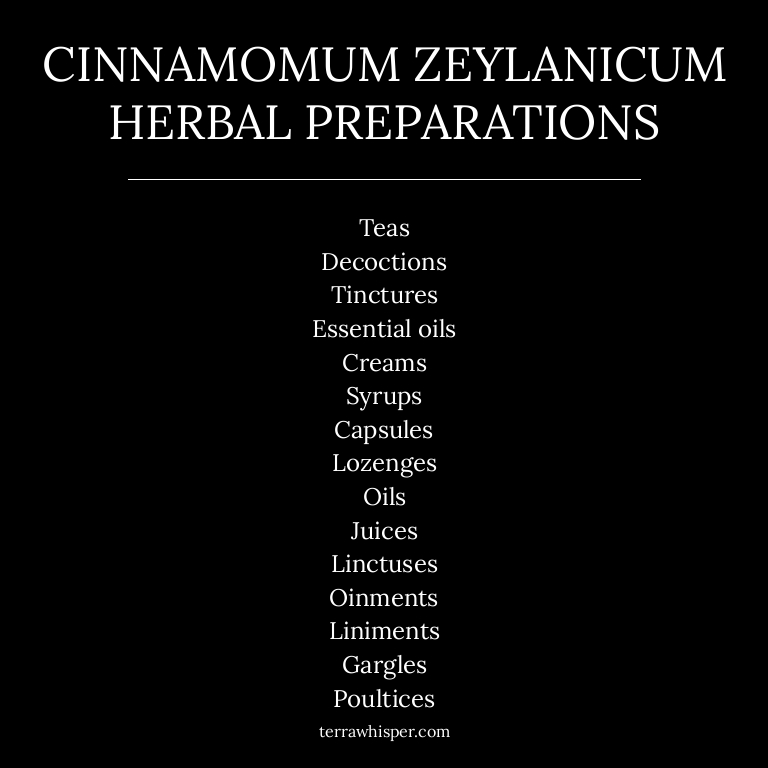 CINNAMOMUM ZEYLANICUM
HERBAL PREPARATIONS
Teas
Decoctions
Tinctures
Essential oils
Creams
Syrups
Capsules
Lozenges
Oils
Juices
Linctuses
Oinments
Liniments
Gargles
Poultices
terrawhisper.com